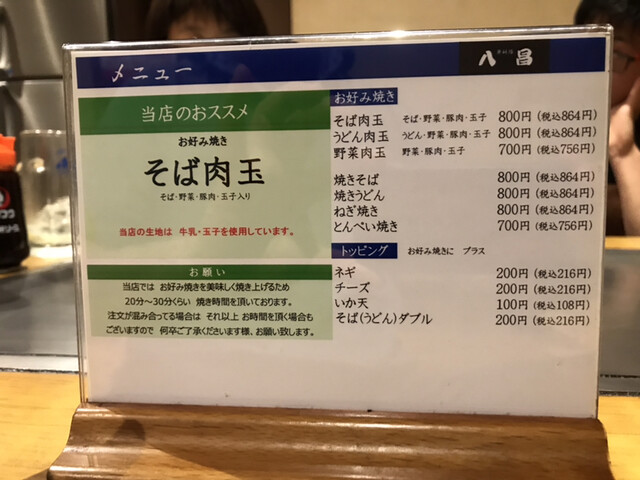 メニュー
八昌
当店のオススメ
お好み焼き
そば肉玉
そば・野菜・豚肉・玉子入り
当店の生地は 牛乳・玉子を使用しています。
お願い
当店では お好み焼きを美味しく焼き上げるため
20分～30分くらい 焼き時間を頂いております。
注文が混み合ってる場合は それ以上 お時間を頂く場合も
ございますので 何卒ご了承くださいます様、お願い致します。
お好み焼き
そば肉玉 そば・野菜・豚肉・玉子 800円 (税込864円)
うどん肉玉 うどん・野菜・豚肉・玉子 800円 (税込864円)
野菜肉玉 野菜・豚肉・玉子 700円 (税込756円)
焼きそば 800円 (税込864円)
焼きうどん 800円 (税込864円)
ねぎ焼き 800円 (税込864円)
とんぺい焼き 700円 (税込756円)
トッピング お好み焼きに プラス
ネギ 200円 (税込216円)
チーズ 200円 (税込216円)
いか天 100円 (税込108円)
そば(うどん)ダブル 200円 (税込216円)